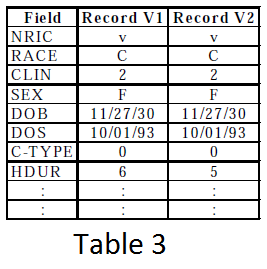 Field Record V1 Record V2
NRIC v v
RACE C C
CLIN 2 2
SEX F F
DOB 11/27/30 11/27/30
DOS 10/01/93 10/01/93
C-TYPE 0 0
HDUR 6 5
: : :
: : :
Table 3